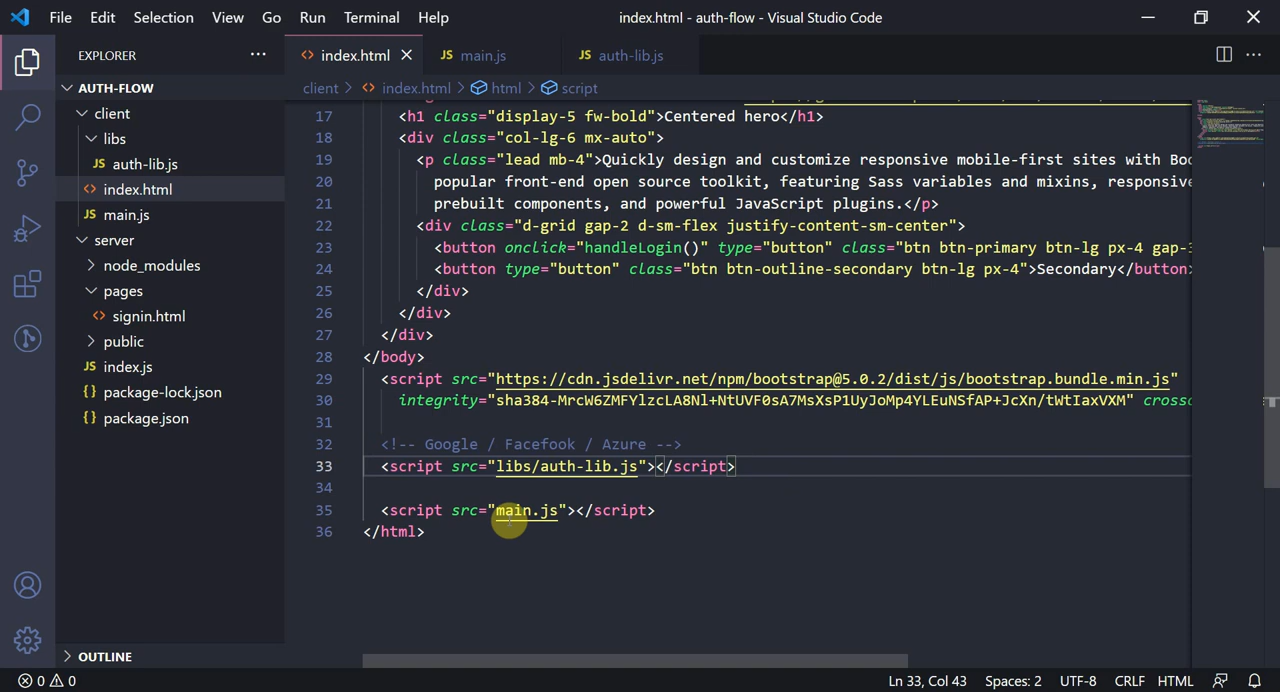 File Edit Selection View Go Run Terminal Help
index.html - auth-flow - Visual Studio Code
EXPLORER
AUTH-FLOW
client
libs
JS auth-lib.js
<> index.html
JS main.js
server
node_modules
pages
<> signin.html
public
JS index.js
{} package-lock.json
{} package.json
OUTLINE
<> index.html JS main.js JS auth-lib.js
client > <> index.html > html > script
17 <h1 class="display-5 fw-bold">Centered hero</h1>
18 <div class="col-lg-6 mx-auto">
19 <p class="lead mb-4">Quickly design and customize responsive mobile-first sites with Boo
20 popular front-end open source toolkit, featuring Sass variables and mixins, responsive
21 prebuilt components, and powerful JavaScript plugins.</p>
22 <div class="d-grid gap-2 d-sm-flex justify-content-sm-center">
23 <button onclick="handleLogin()" type="button" class="btn btn-primary btn-lg px-4 gap-3
24 <button type="button" class="btn btn-outline-secondary btn-lg px-4">Secondary</button>
25 </div>
26 </div>
27 </div>
28 </body>
29 <script src="https://cdn.jsdelivr.net/npm/bootstrap@5.0.2/dist/js/bootstrap.bundle.min.js"
30 integrity="sha384-MrcW6ZMFYlzcLA8Nl+NtUVF0sA7MsXsP1UyJoMp4YLEuNSfAP+JcXn/tWtIaxVXM" crosso
31
32 <!-- Google / Facefook / Azure -->
33 <script src="libs/auth-lib.js"></script>
34
35 <script src="main.js"></script>
36 </html>
0 0 Ln 33, Col 43 Spaces: 2 UTF-8 CRLF HTML